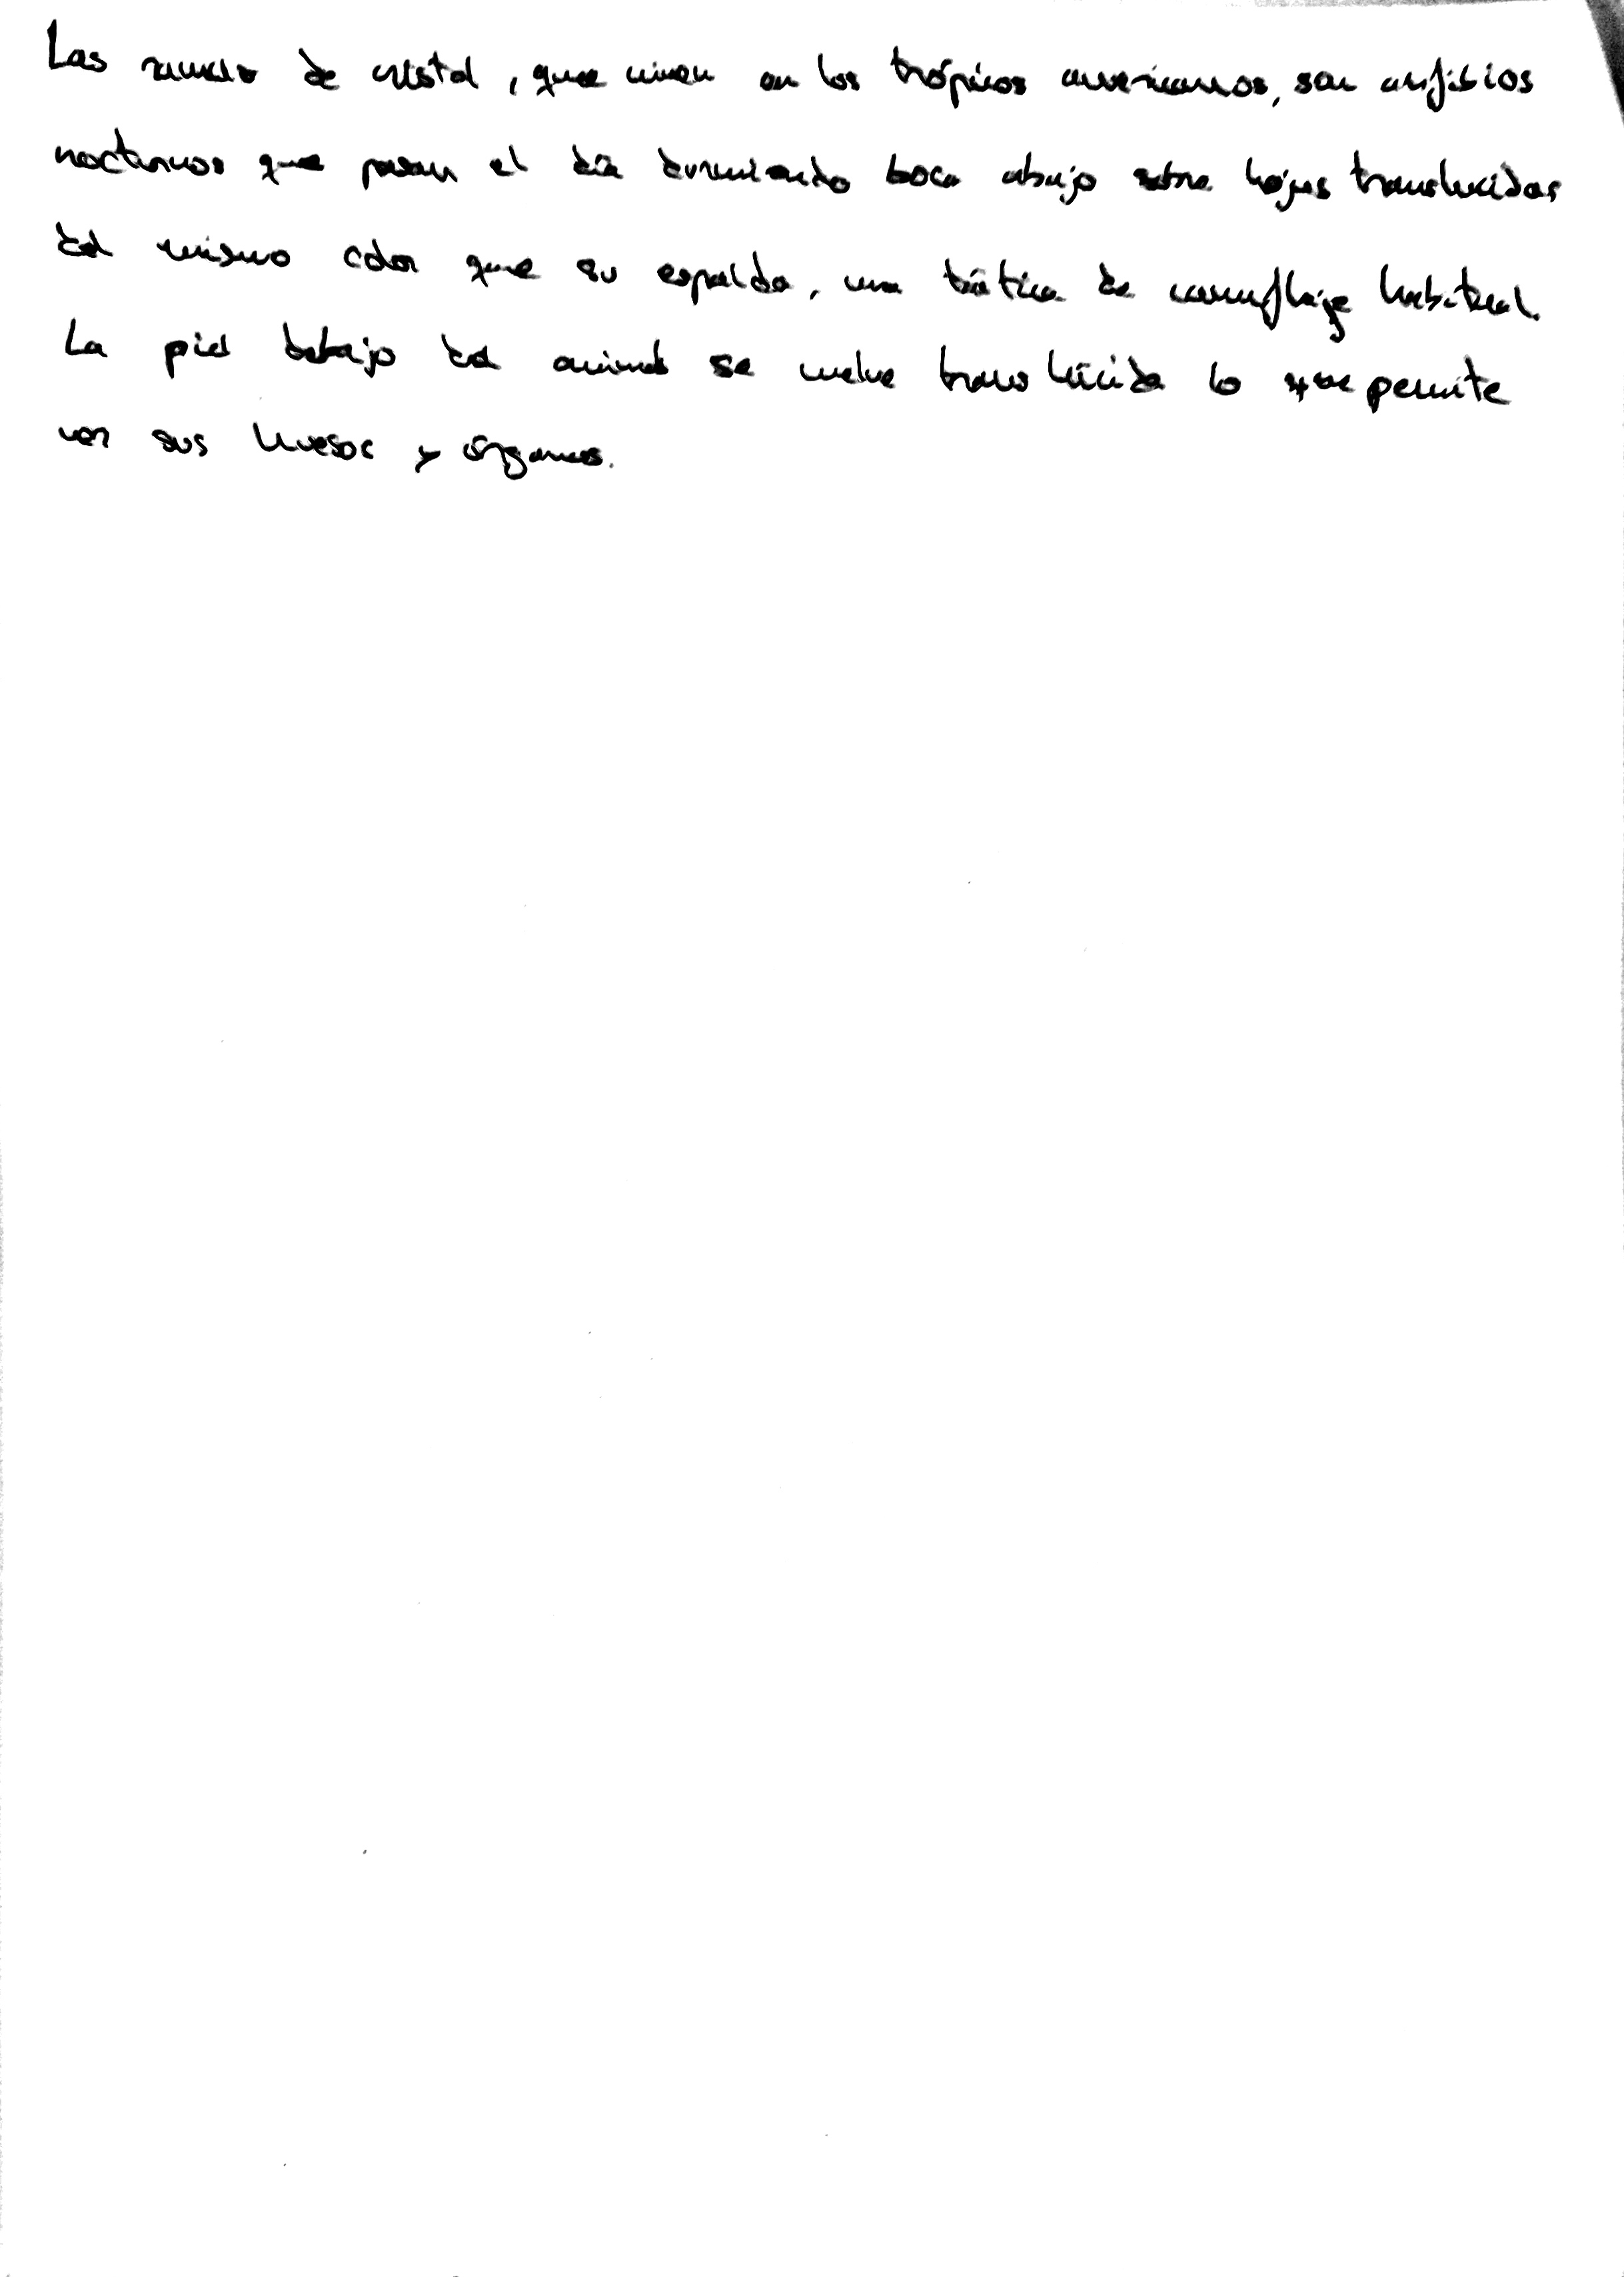 Las ranas de cristal, que viven en los trópicos americanos, son anfibios
nocturnos que pasan el día durmiendo boca abajo sobre hojas translucidas
del mismo color que su espalda, una táctica de camuflaje habitual.
La piel debajo del animal se vuelve translúcida lo que permite
ver sus huesos y órganos.